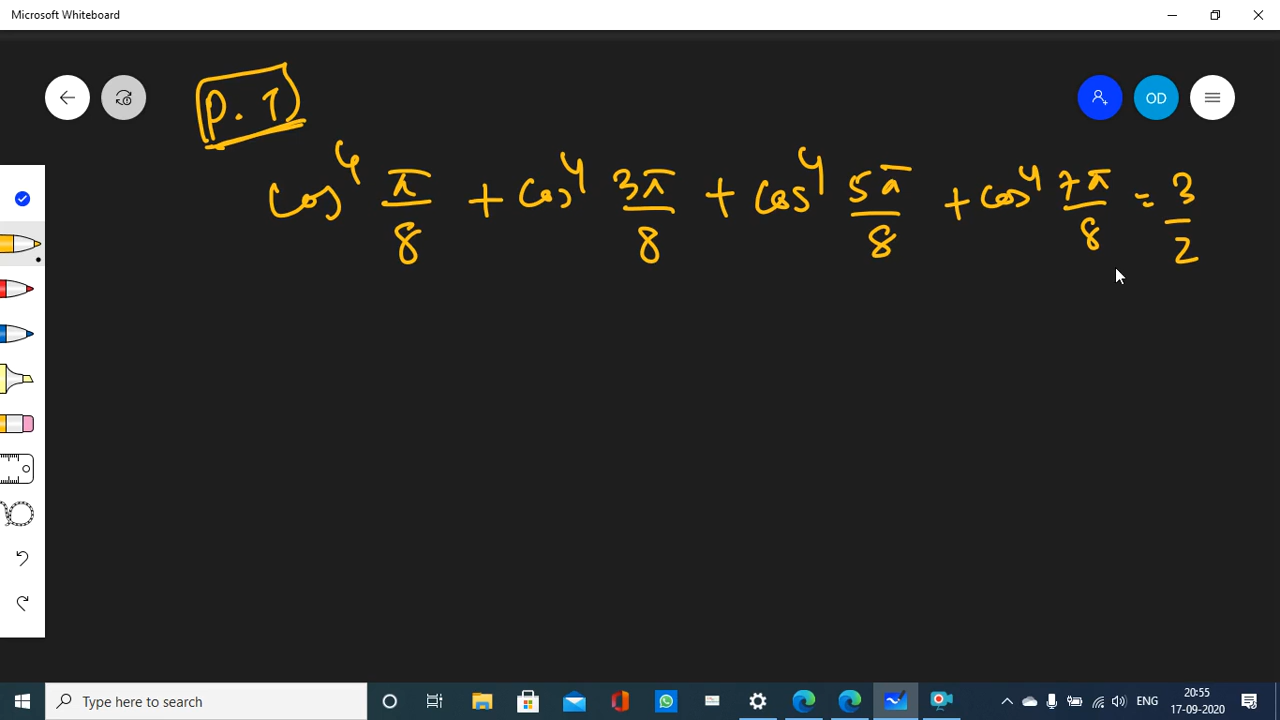 Microsoft Whiteboard
P. T
OD
cos⁴ π/8 + cos⁴ 3π/8 + cos⁴ 5π/8 + cos⁴ 7π/8 = 3/2
Type here to search
ENG
20:55
17-09-2020